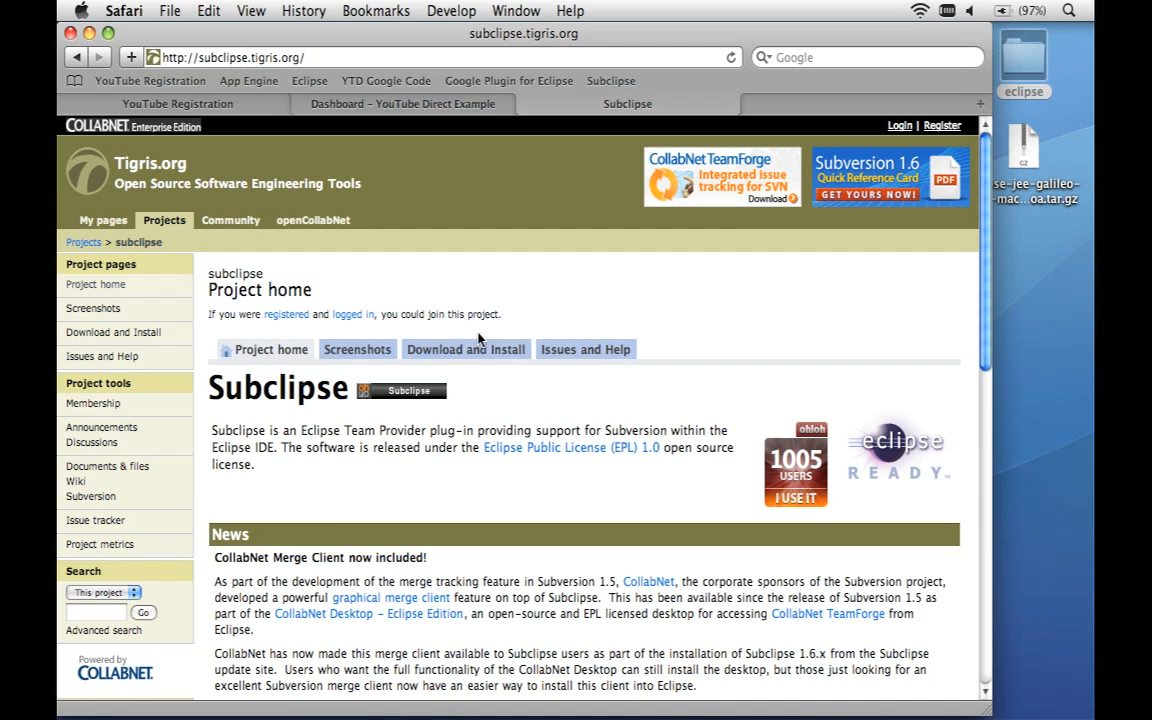 Safari File Edit View History Bookmarks Develop Window Help (97%)
subclipse.tigris.org
http://subclipse.tigris.org/
Google
YouTube Registration App Engine Eclipse YTD Google Code Google Plugin for Eclipse Subclipse
YouTube Registration Dashboard – YouTube Direct Example Subclipse
eclipse
GZ
se-jee-galileo-
-mac...oa.tar.gz
COLLABNET Enterprise Edition
Login | Register
Tigris.org
Open Source Software Engineering Tools
CollabNet TeamForge
Integrated issue
tracking for SVN
Download
Subversion 1.6
Quick Reference Card
GET YOURS NOW!
PDF
My pages Projects Community openCollabNet
Projects > subclipse
Project pages
Project home
Screenshots
Download and Install
Issues and Help
Project tools
Membership
Announcements
Discussions
Documents & files
Wiki
Subversion
Issue tracker
Project metrics
Search
This project
Go
Advanced search
Powered by
COLLABNET.
subclipse
Project home
If you were registered and logged in, you could join this project.
Project home Screenshots Download and Install Issues and Help
Subclipse Subclipse
Subclipse is an Eclipse Team Provider plug-in providing support for Subversion within the
Eclipse IDE. The software is released under the Eclipse Public License (EPL) 1.0 open source
license.
ohloh
1005
USERS
I USE IT
eclipse
READY™
News
CollabNet Merge Client now included!
As part of the development of the merge tracking feature in Subversion 1.5, CollabNet, the corporate sponsors of the Subversion project,
developed a powerful graphical merge client feature on top of Subclipse. This has been available since the release of Subversion 1.5 as
part of the CollabNet Desktop - Eclipse Edition, an open-source and EPL licensed desktop for accessing CollabNet TeamForge from
Eclipse.
CollabNet has now made this merge client available to Subclipse users as part of the installation of Subclipse 1.6.x from the Subclipse
update site. Users who want the full functionality of the CollabNet Desktop can still install the desktop, but those just looking for an
excellent Subversion merge client now have an easier way to install this client into Eclipse.